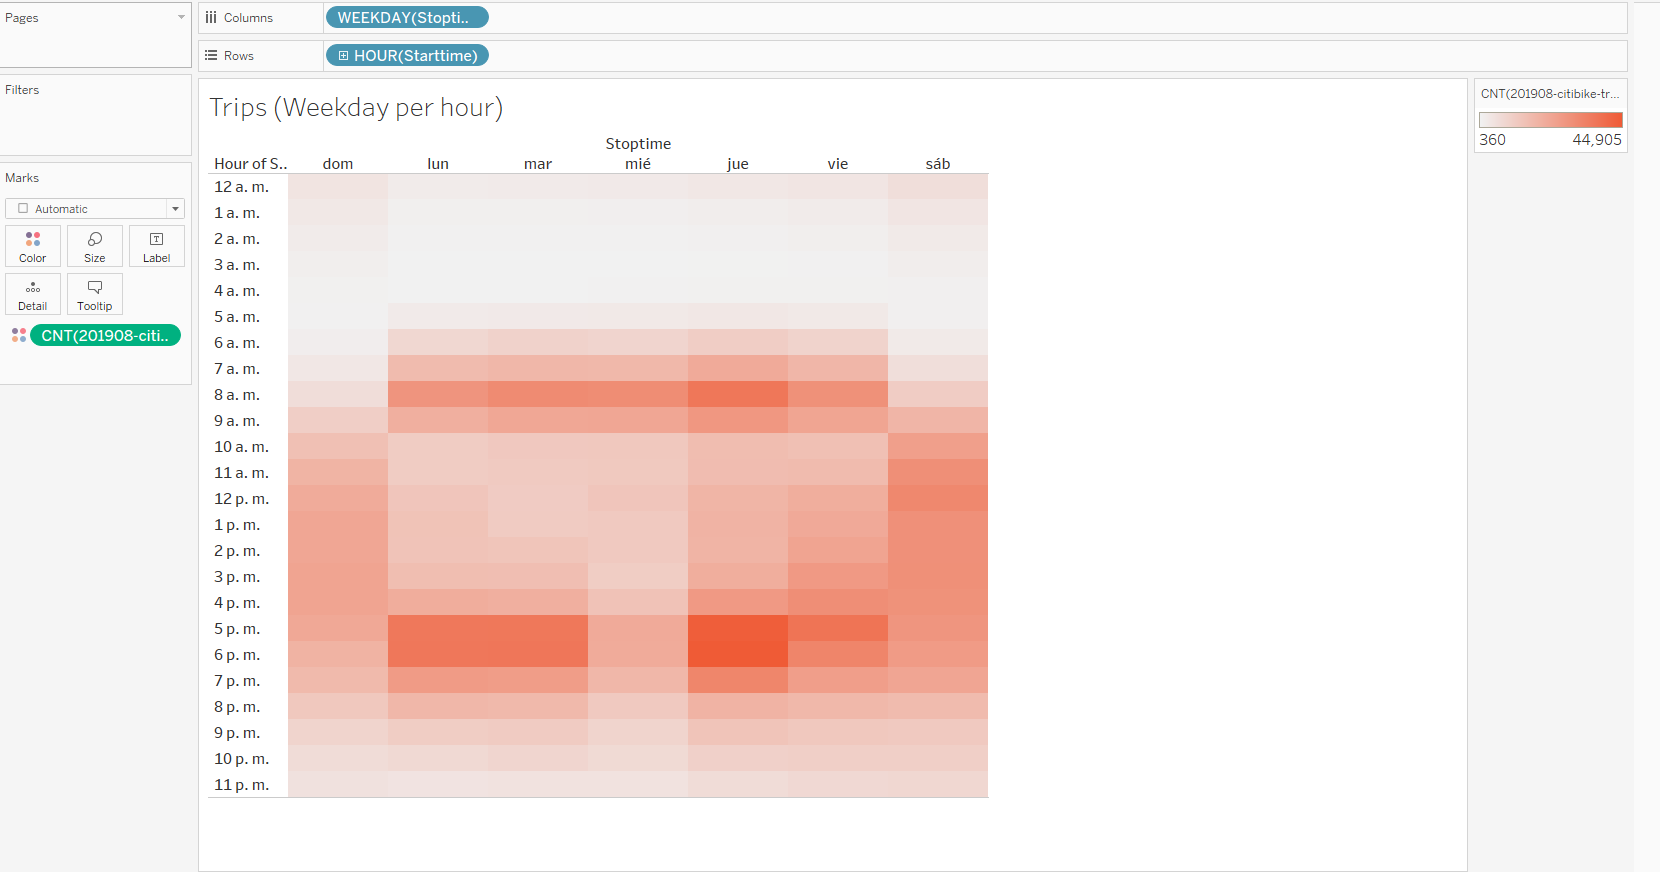 Pages
Columns
WEEKDAY(Stopti..
Rows
HOUR(Starttime)
Filters
Marks
Automatic
Color
Size
T
Label
Detail
Tooltip
CNT(201908-citi..
Trips (Weekday per hour)
Stoptime
Hour of S.. dom lun mar mié jue vie sáb
12 a. m.
1 a. m.
2 a. m.
3 a. m.
4 a. m.
5 a. m.
6 a. m.
7 a. m.
8 a. m.
9 a. m.
10 a. m.
11 a. m.
12 p. m.
1 p. m.
2 p. m.
3 p. m.
4 p. m.
5 p. m.
6 p. m.
7 p. m.
8 p. m.
9 p. m.
10 p. m.
11 p. m.
CNT(201908-citibike-tr...
360 44,905